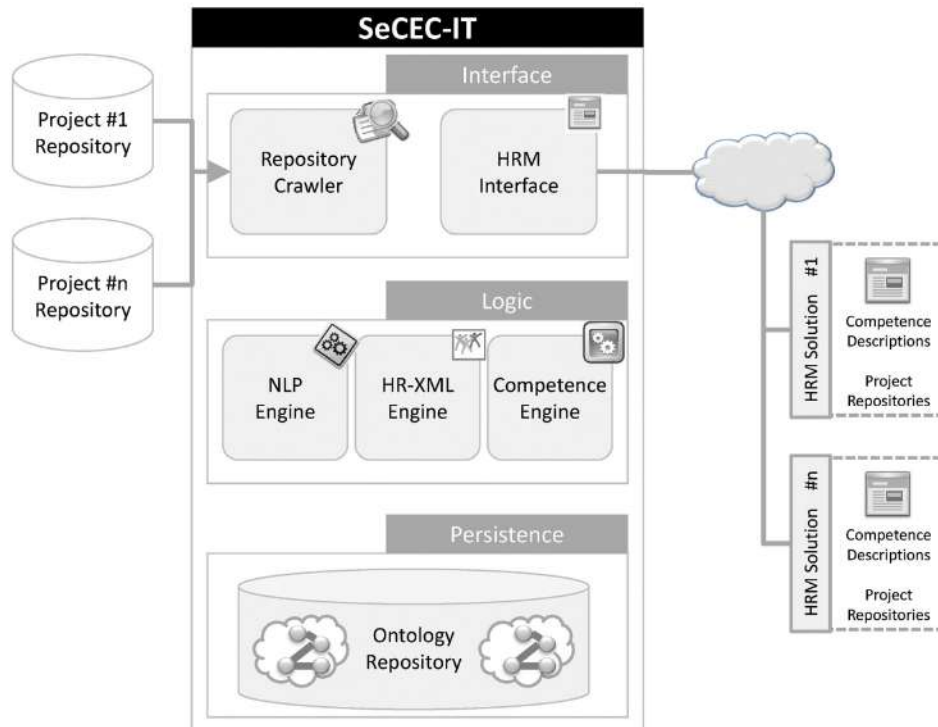 SeCEC-IT
Project #1
Repository
Project #n
Repository
Interface
Repository
Crawler
HRM
Interface
Logic
NLP
Engine
HR-XML
Engine
Competence
Engine
Persistence
Ontology
Repository
HRM Solution #1
Competence
Descriptions
Project
Repositories
HRM Solution #n
Competence
Descriptions
Project
Repositories